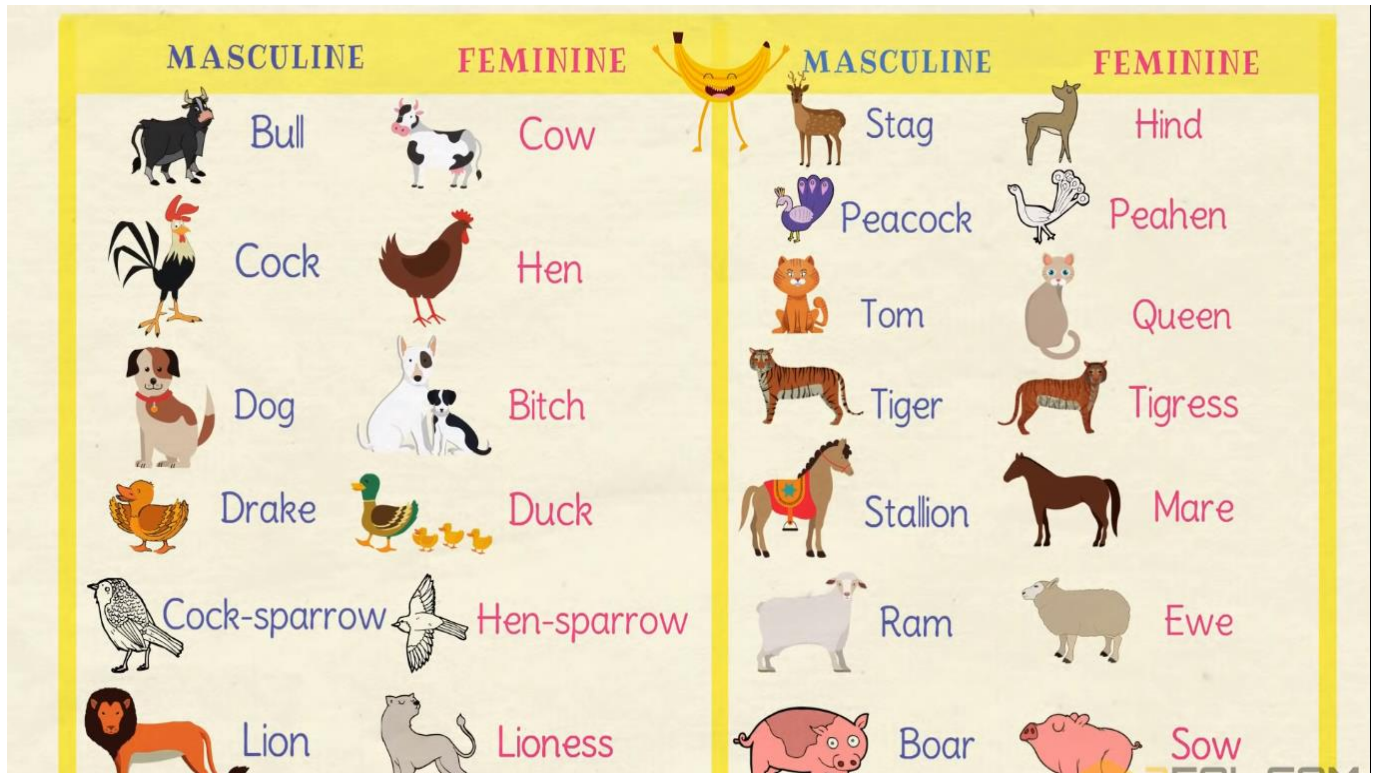 MASCULINE FEMININE MASCULINE FEMININE
Bull Cow Stag Hind
Cock Hen Peacock Peahen
Dog Bitch Tom Queen
Drake Duck Tiger Tigress
Cock-sparrow Hen-sparrow Stallion Mare
Lion Lioness Ram Ewe
Boar Sow